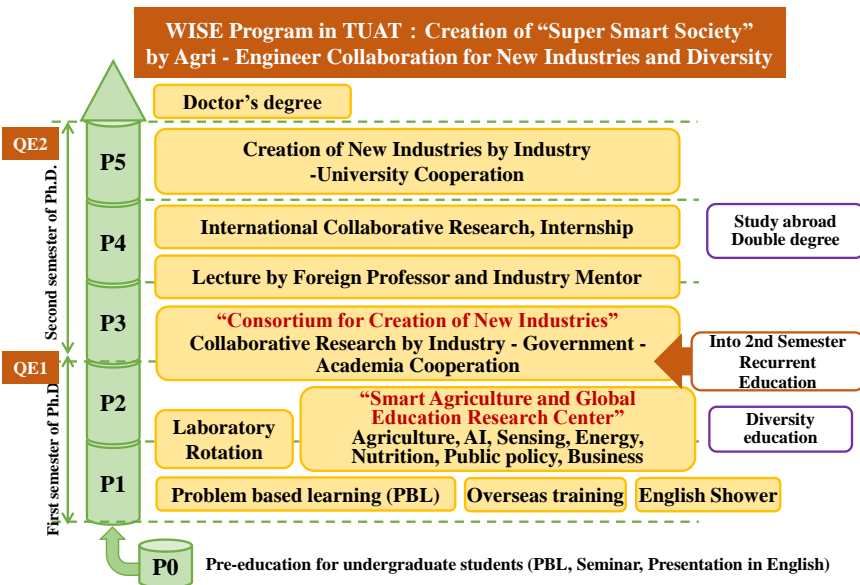 WISE Program in TUAT : Creation of “Super Smart Society”
by Agri - Engineer Collaboration for New Industries and Diversity
Doctor’s degree
QE2
P5
Creation of New Industries by Industry
-University Cooperation
Second semester of Ph.D.
P4
International Collaborative Research, Internship
Study abroad
Double degree
Lecture by Foreign Professor and Industry Mentor
P3
“Consortium for Creation of New Industries”
Collaborative Research by Industry - Government -
Academia Cooperation
Into 2nd Semester
Recurrent
Education
QE1
First semester of Ph.D
P2
“Smart Agriculture and Global
Education Research Center”
Agriculture, AI, Sensing, Energy,
Nutrition, Public policy, Business
Laboratory
Rotation
Diversity
education
P1
Problem based learning (PBL)
Overseas training
English Shower
P0
Pre-education for undergraduate students (PBL, Seminar, Presentation in English)